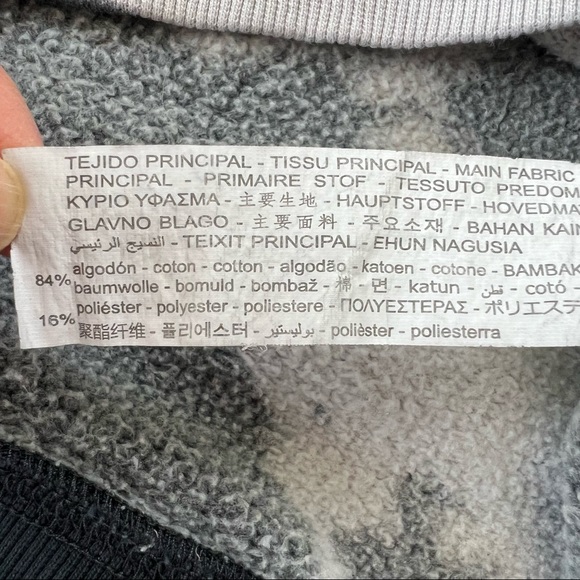 TEJIDO PRINCIPAL - TISSU PRINCIPAL - MAIN FABRIC
PRINCIPAL - PRIMAIRE STOF - TESSUTO PREDOM
ΚΥΡΙΟ ΥΦΑΣΜΑ - 主要生地 - HAUPTSTOFF - HOVEDMA
GLAVNO BLAGO - 主要面料 - 주요소재 - BAHAN KAIN
النسيج الرئيسي - TEIXIT PRINCIPAL - EHUN NAGUSIA
84% algodón - coton - cotton - algodão - katoen - cotone - ΒΑΜΒΑΚ
baumwolle - bomuld - bombaž - 棉 - 면 - katun - قطن - cotó -
16% poliéster - polyester - poliestere - ΠΟΛΥΕΣΤΕΡΑΣ - ポリエステ
聚酯纤维 - 폴리에스터 - بوليستير - polièster - poliesterra